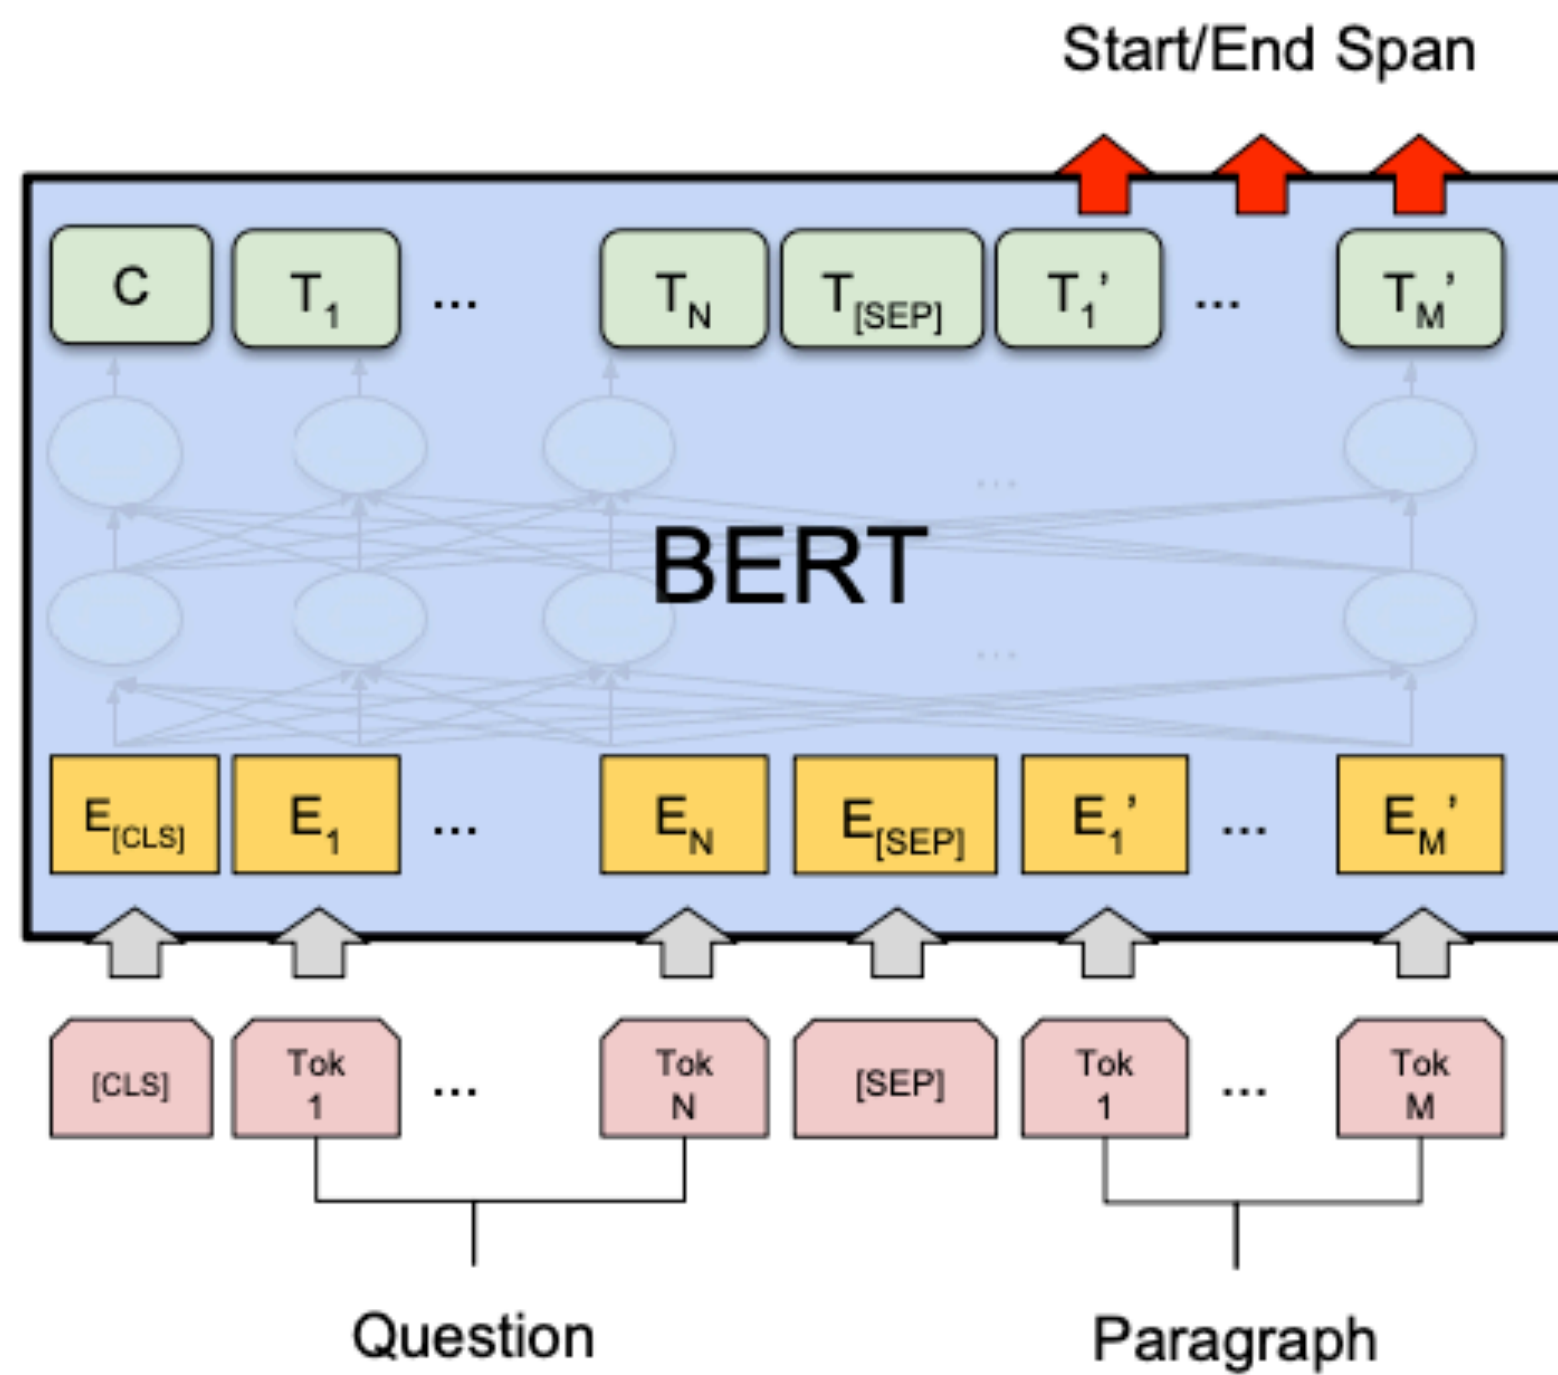 Start/End Span
C T1 ... TN T[SEP] T1’ ... TM’
...
BERT
...
E[CLS] E1 ... EN E[SEP] E1’ ... EM’
[CLS] Tok 1 ... Tok N [SEP] Tok 1 ... Tok M
Question Paragraph